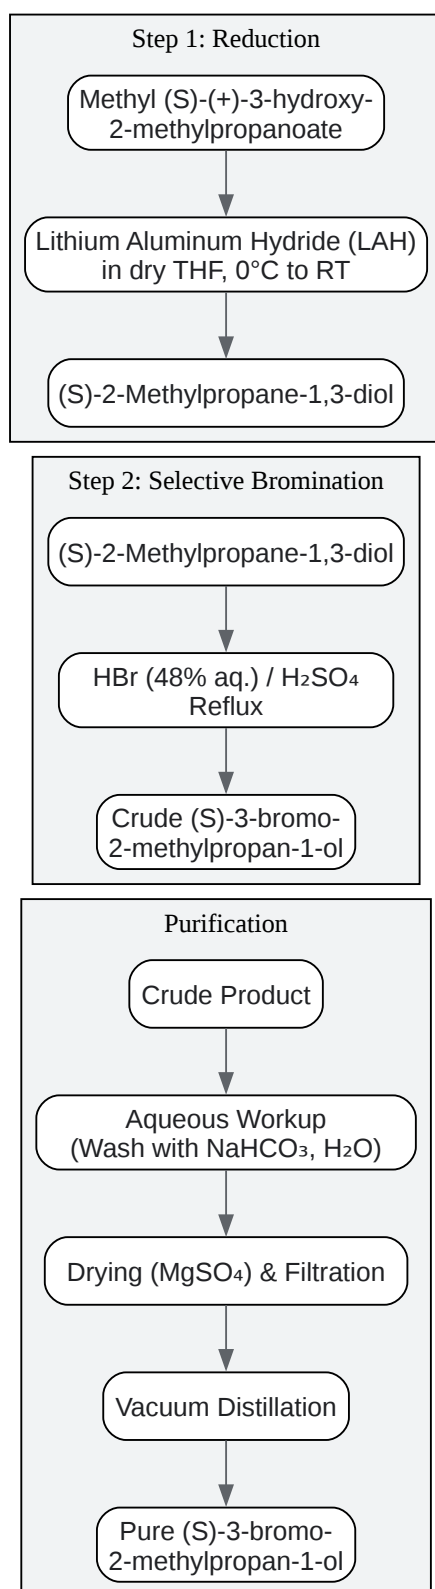 Step 1: Reduction
Methyl (S)-(+)-3-hydroxy-
2-methylpropanoate
Lithium Aluminum Hydride (LAH)
in dry THF, 0°C to RT
(S)-2-Methylpropane-1,3-diol
Step 2: Selective Bromination
(S)-2-Methylpropane-1,3-diol
HBr (48% aq.) / H₂SO₄
Reflux
Crude (S)-3-bromo-
2-methylpropan-1-ol
Purification
Crude Product
Aqueous Workup
(Wash with NaHCO₃, H₂O)
Drying (MgSO₄) & Filtration
Vacuum Distillation
Pure (S)-3-bromo-
2-methylpropan-1-ol